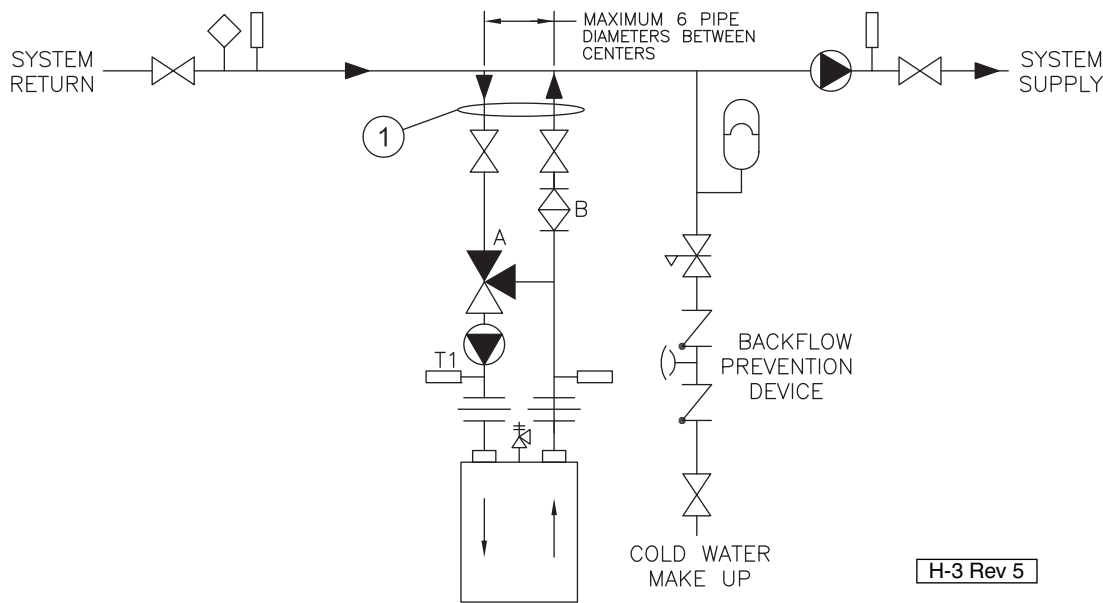 MAXIMUM 6 PIPE
DIAMETERS BETWEEN
CENTERS
SYSTEM
RETURN
SYSTEM
SUPPLY
1
B
A
T1
BACKFLOW
PREVENTION
DEVICE
COLD WATER
MAKE UP
H-3 Rev 5